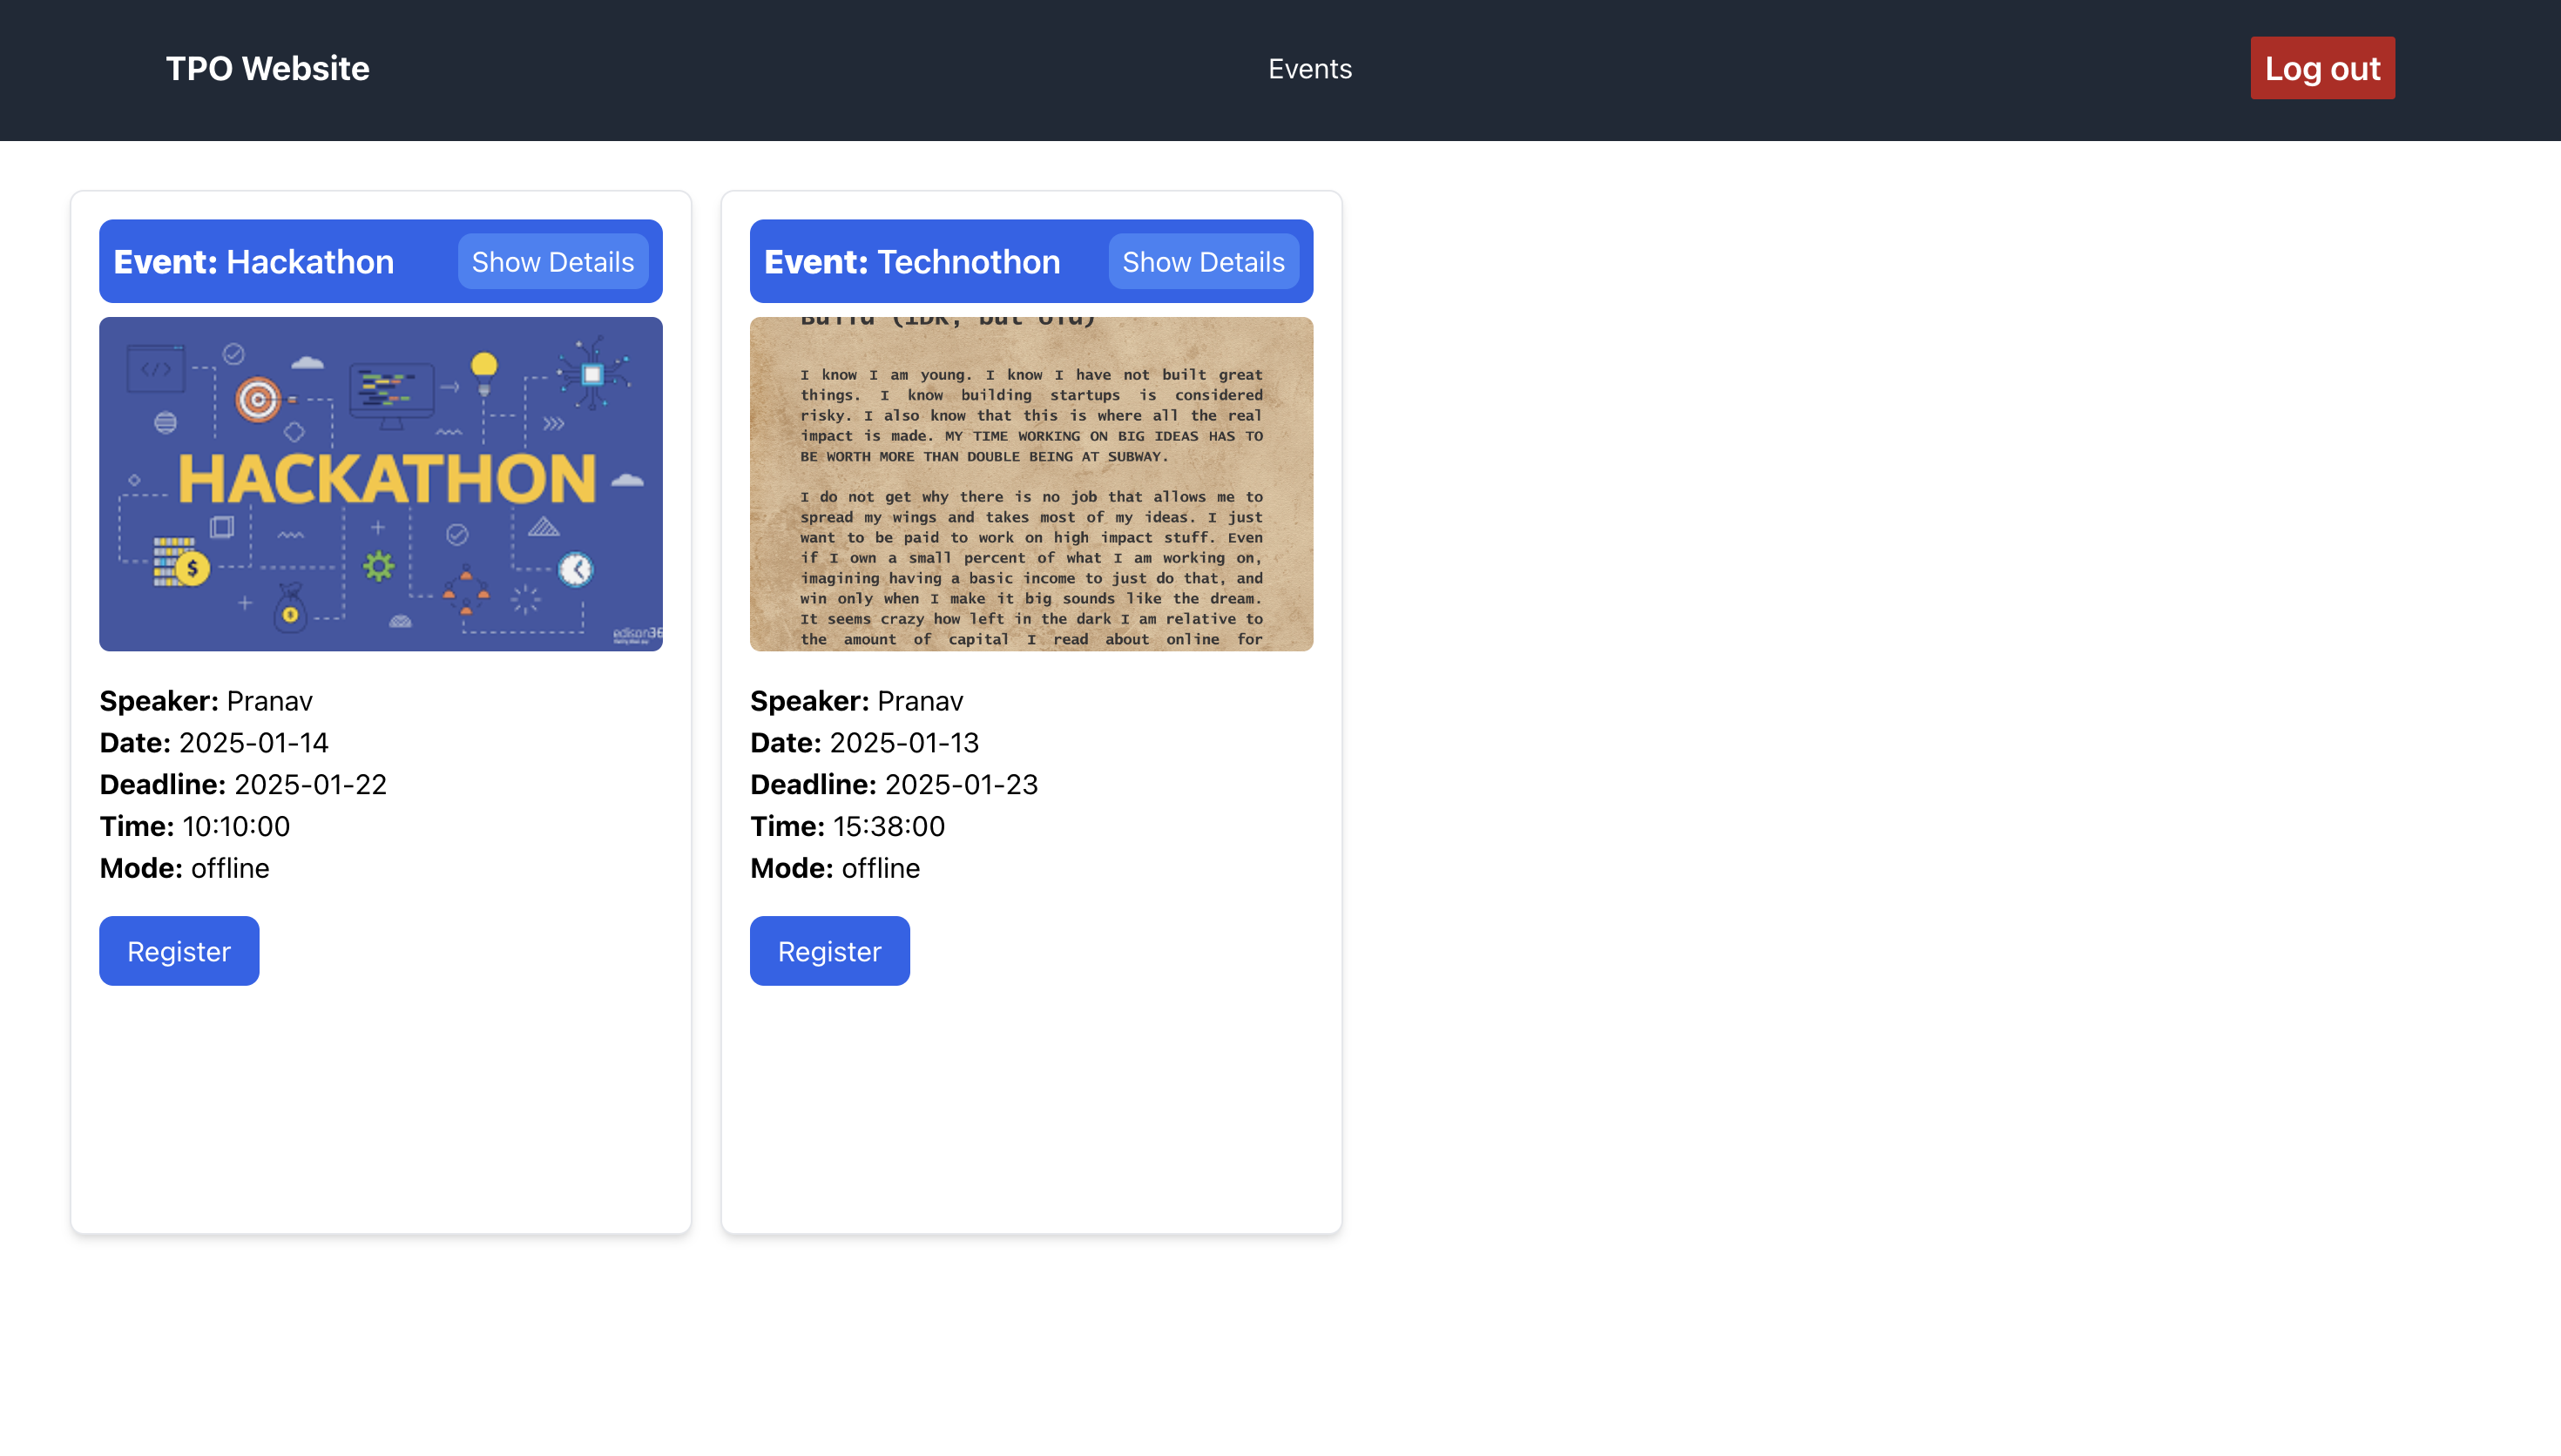 TPO Website
Events
Log out
Event: Hackathon
Show Details
</>
HACKATHON
$
Speaker: Pranav
Date: 2025-01-14
Deadline: 2025-01-22
Time: 10:10:00
Mode: offline
Register
Event: Technothon
Show Details
Build (IDK, but old)
I know I am young. I know I have not built great
things. I know building startups is considered
risky. I also know that this is where all the real
impact is made. MY TIME WORKING ON BIG IDEAS HAS TO
BE WORTH MORE THAN DOUBLE BEING AT SUBWAY.
I do not get why there is no job that allows me to
spread my wings and takes most of my ideas. I just
want to be paid to work on high impact stuff. Even
if I own a small percent of what I am working on,
imagining having a basic income to just do that, and
win only when I make it big sounds like the dream.
It seems crazy how left in the dark I am relative to
the amount of capital I read about online for
Speaker: Pranav
Date: 2025-01-13
Deadline: 2025-01-23
Time: 15:38:00
Mode: offline
Register